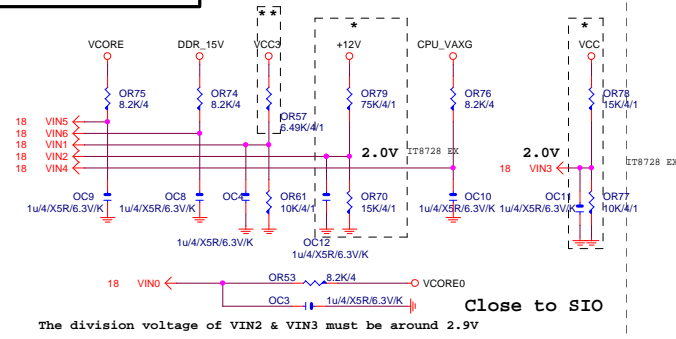 **
*
*
VCORE
DDR_15V
VCC3
+12V
CPU_VAXG
VCC
OR75
8.2K/4
OR74
8.2K/4
OR57
6.49K/4/1
OR79
75K/4/1
OR76
8.2K/4
OR78
15K/4/1
18 VIN5
18 VIN6
18 VIN1
18 VIN2
18 VIN4
2.0V
IT8728 EX
2.0V
18 VIN3
IT8728 EX
OC9
1u/4/X5R/6.3V/K
OC8
1u/4/X5R/6.3V/K
OC4
1u/4/X5R/6.3V/K
OR61
10K/4/1
OC12
1u/4/X5R/6.3V/K
OR70
15K/4/1
OC10
1u/4/X5R/6.3V/K
OC11
1u/4/X5R/6.3V/K
OR77
10K/4/1
18 VIN0
OR53
8.2K/4
VCORE0
OC3
1u/4/X5R/6.3V/K
Close to SIO
The division voltage of VIN2 & VIN3 must be around 2.9V